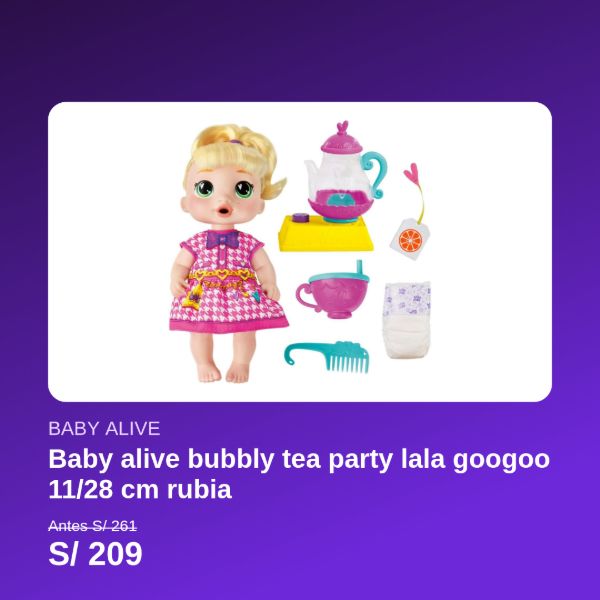 BABY ALIVE
Baby alive bubbly tea party lala googoo
11/28 cm rubia
Antes S/ 261
S/ 209